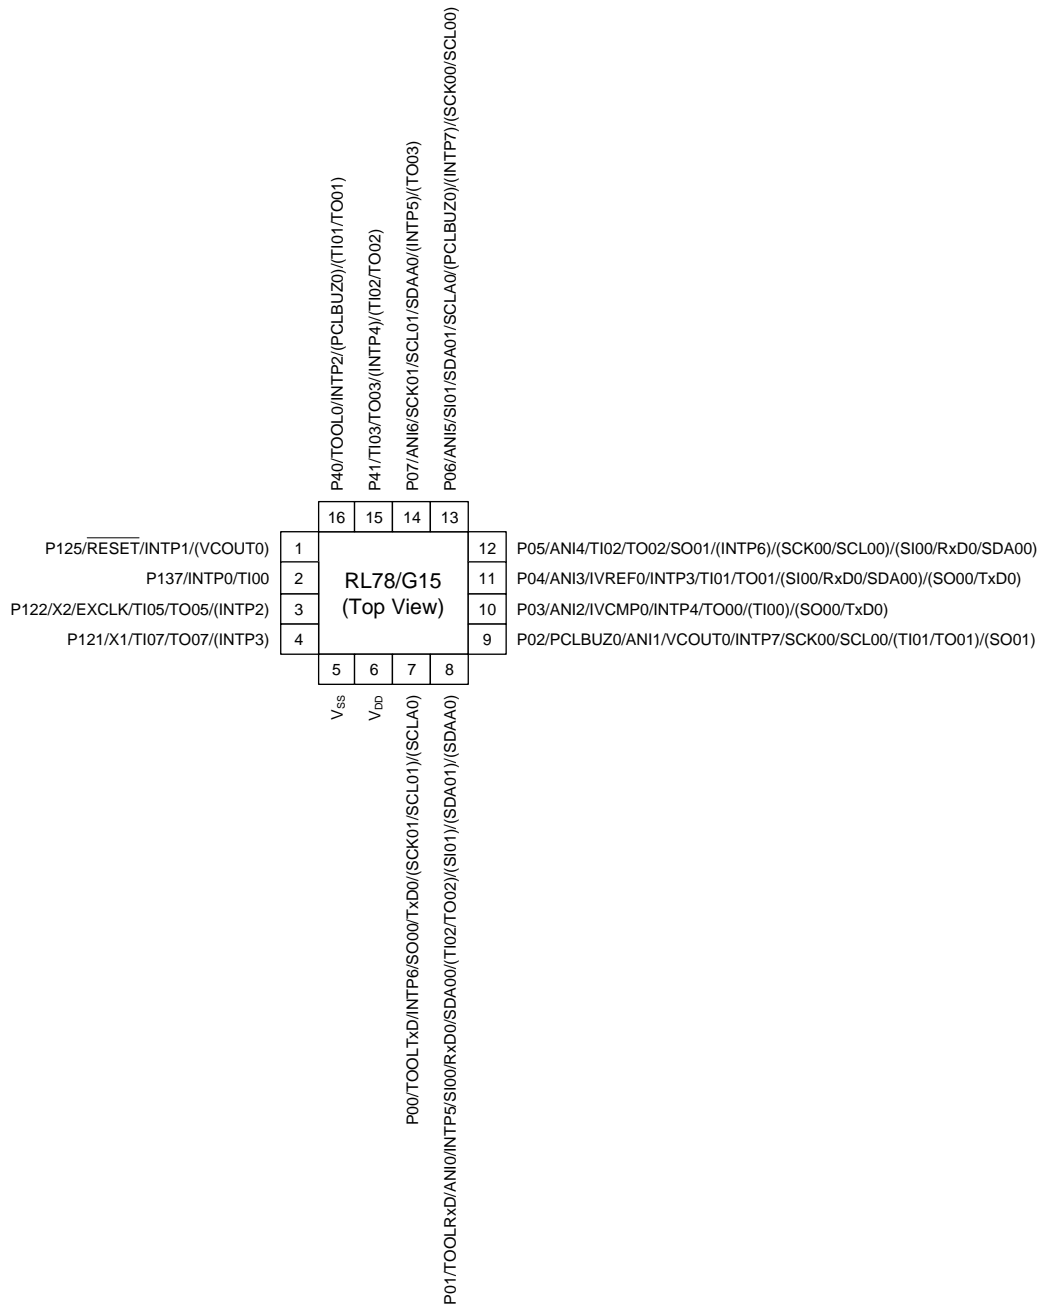 P40/TOOL0/INTP2/(PCLBUZ0)/(TI01/TO01)
P41/TI03/TO03/(INTP4)/(TI02/TO02)
P07/ANI6/SCK01/SCL01/SDAA0/(INTP5)/(TO03)
P06/ANI5/SI01/SDA01/SCLA0/(PCLBUZ0)/(INTP7)/(SCK00/SCL00)
16 15 14 13
P125/RESET/INTP1/(VCOUT0) 1
P137/INTP0/TI00 2
P122/X2/EXCLK/TI05/TO05/(INTP2) 3
P121/X1/TI07/TO07/(INTP3) 4
RL78/G15
(Top View)
12 P05/ANI4/TI02/TO02/SO01/(INTP6)/(SCK00/SCL00)/(SI00/RxD0/SDA00)
11 P04/ANI3/IVREF0/INTP3/TI01/TO01/(SI00/RxD0/SDA00)/(SO00/TxD0)
10 P03/ANI2/IVCMP0/INTP4/TO00/(TI00)/(SO00/TxD0)
9 P02/PCLBUZ0/ANI1/VCOUT0/INTP7/SCK00/SCL00/(TI01/TO01)/(SO01)
5 6 7 8
VSS
VDD
P00/TOOLTxD/INTP6/SO00/TxD0/(SCK01/SCL01)/(SCLA0)
P01/TOOLRxD/ANI0/INTP5/SI00/RxD0/SDA00/(TI02/TO02)/(SI01)/(SDA01)/(SDAA0)